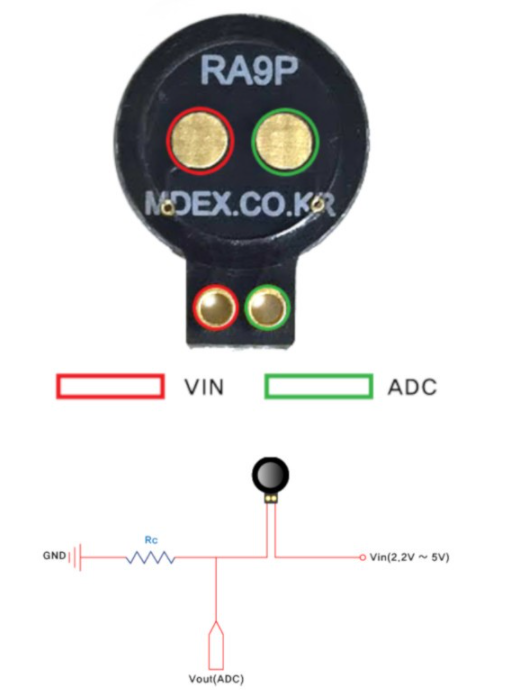 RA9P
MDEX.CO.KR
VIN ADC
Rc
GND
Vin(2,2V ~ 5V)
Vout(ADC)